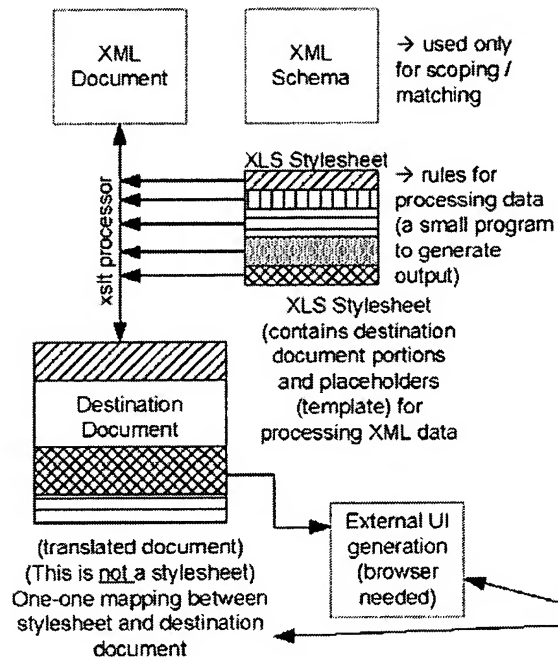 XML
Document
XML
Schema
→ used only
for scoping /
matching
XLS Stylesheet
→ rules for
processing data
(a small program
to generate
output)
xslt processor
XLS Stylesheet
(contains destination
document portions
and placeholders
(template) for
processing XML data
Destination
Document
(translated document)
(This is not a stylesheet)
One-one mapping between
stylesheet and destination
document
External UI
generation
(browser
needed)